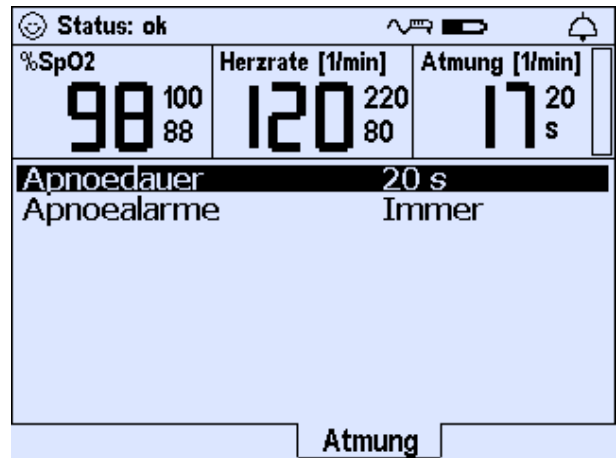 Status: ok
%SpO2 Herzrate [1/min] Atmung [1/min]
98 100 88 120 220 80 17 20 s
Apnoedauer 20 s
Apnoealarme Immer
Atmung